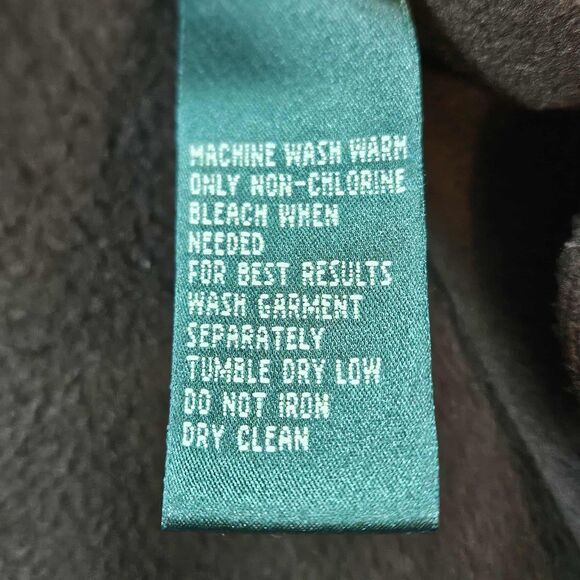 MACHINE WASH WARM
ONLY NON-CHLORINE
BLEACH WHEN
NEEDED
FOR BEST RESULTS
WASH GARMENT
SEPARATELY
TUMBLE DRY LOW
DO NOT IRON
DRY CLEAN